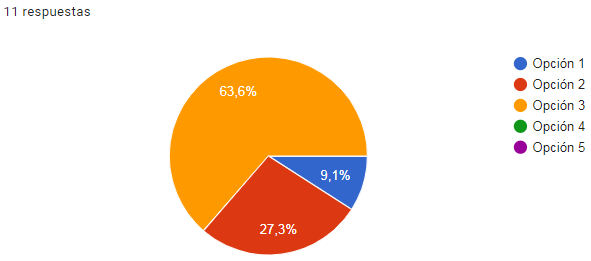 11 respuestas
63,6%
9,1%
27,3%
Opción 1
Opción 2
Opción 3
Opción 4
Opción 5